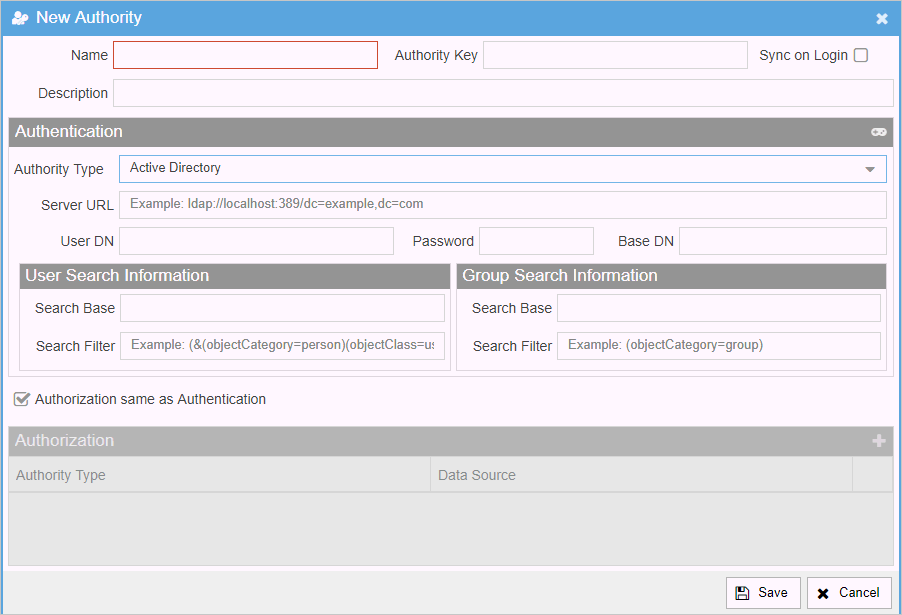 New Authority
Name Authority Key Sync on Login
Description
Authentication
Authority Type Active Directory
Server URL Example: ldap://localhost:389/dc=example,dc=com
User DN Password Base DN
User Search Information Group Search Information
Search Base Search Base
Search Filter Example: (&(objectCategory=person)(objectClass=us Search Filter Example: (objectCategory=group)
Authorization same as Authentication
Authorization
Authority Type Data Source
Save Cancel